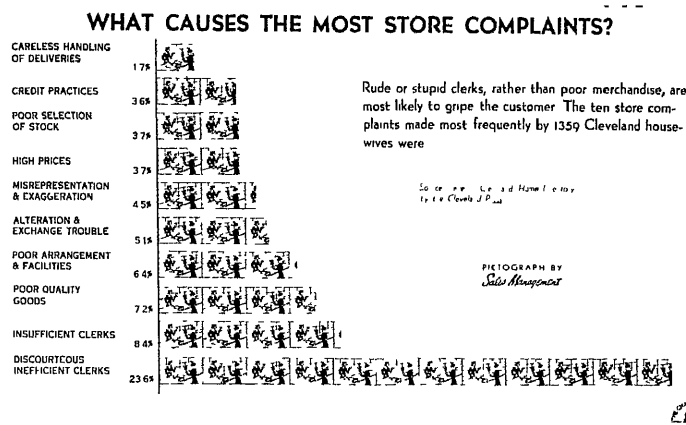 WHAT CAUSES THE MOST STORE COMPLAINTS?
CARELESS HANDLING
OF DELIVERIES
1 7%
CREDIT PRACTICES
3 6%
POOR SELECTION
OF STOCK
3 7%
HIGH PRICES
3.7%
MISREPRESENTATION
& EXAGGERATION
4.5%
ALTERATION &
EXCHANGE TROUBLE
5 1%
POOR ARRANGEMENT
& FACILITIES
6 4%
POOR QUALITY
GOODS
7 2%
INSUFFICIENT CLERKS
8 4%
DISCOURTEOUS
INEFFICIENT CLERKS
23 6%
Rude or stupid clerks, rather than poor merchandise, are
most likely to gripe the customer The ten store com-
plaints made most frequently by 1359 Cleveland house-
wives were
PICTOGRAPH BY
Sales Management